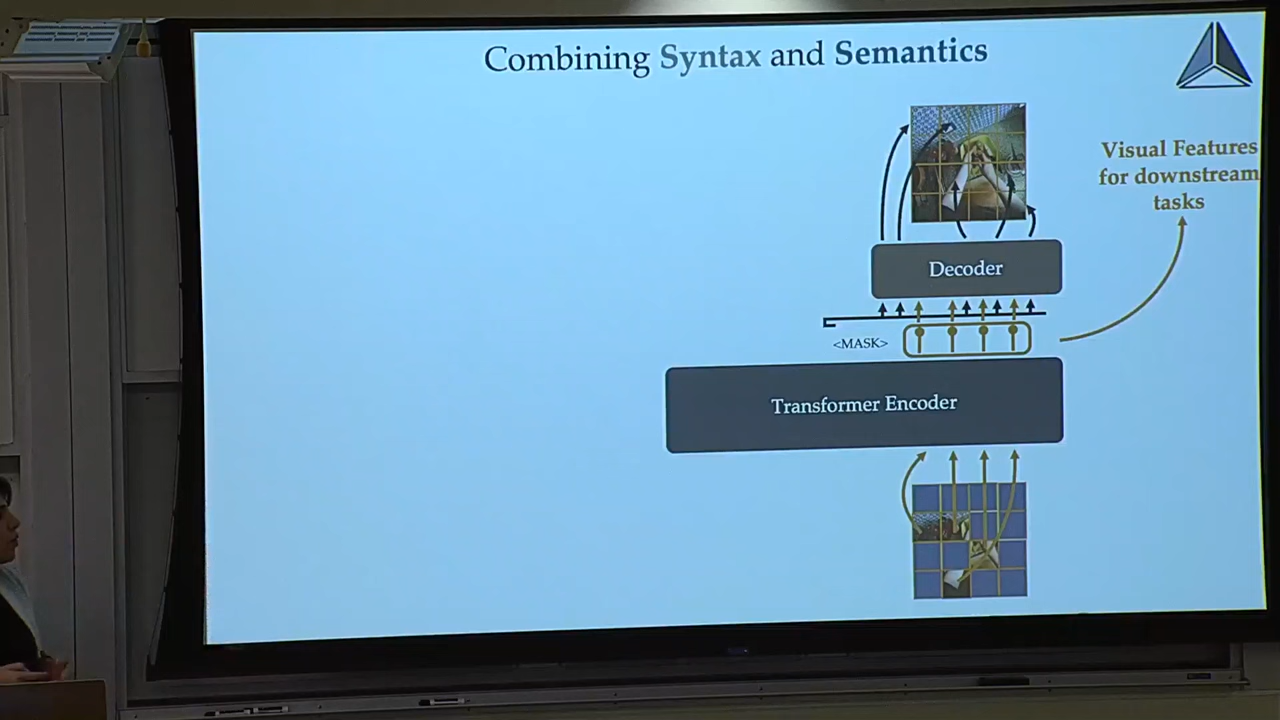 Combining Syntax and Semantics
Visual Features
for downstream
tasks
Decoder
<MASK>
Transformer Encoder